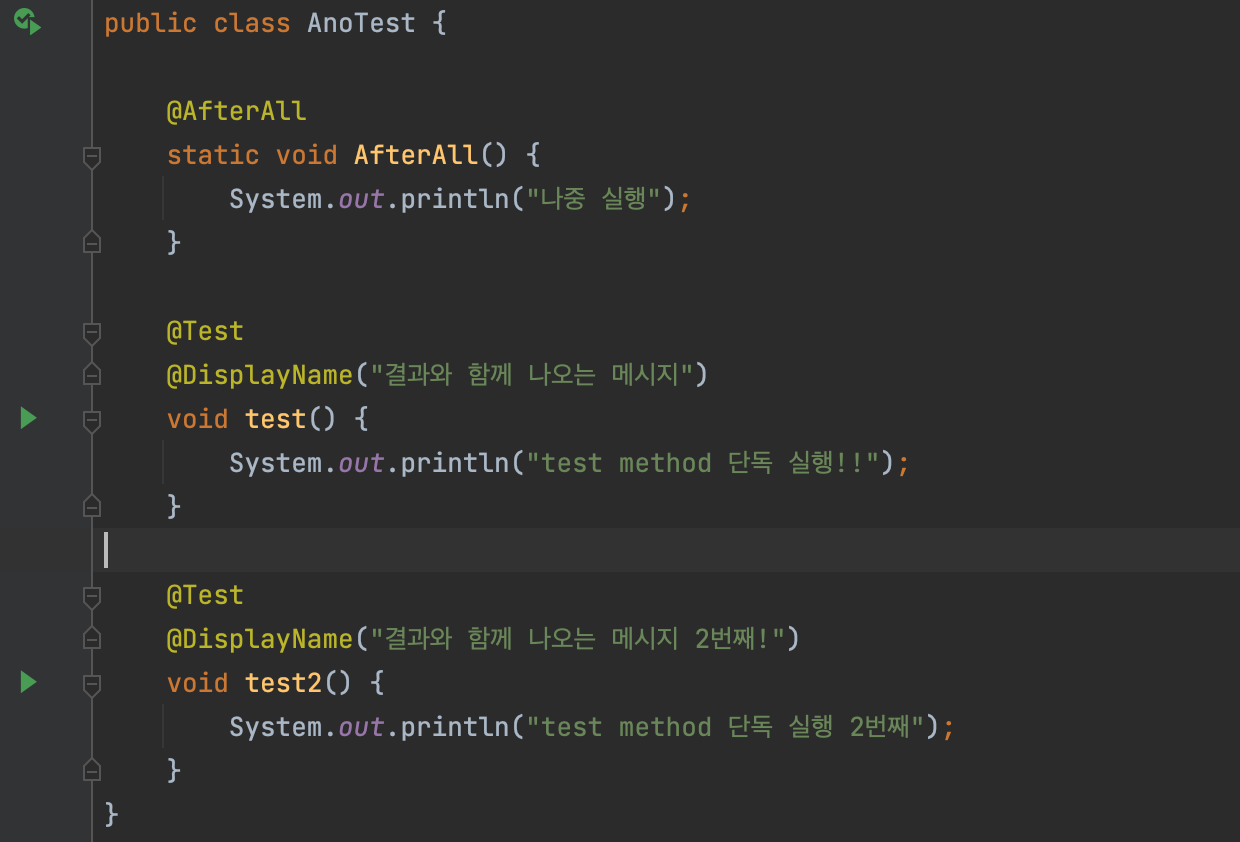 public class AnoTest {
@AfterAll
static void AfterAll() {
System.out.println("나중 실행");
}
@Test
@DisplayName("결과와 함께 나오는 메시지")
void test() {
System.out.println("test method 단독 실행!!");
}
@Test
@DisplayName("결과와 함께 나오는 메시지 2번째!")
void test2() {
System.out.println("test method 단독 실행 2번째");
}
}